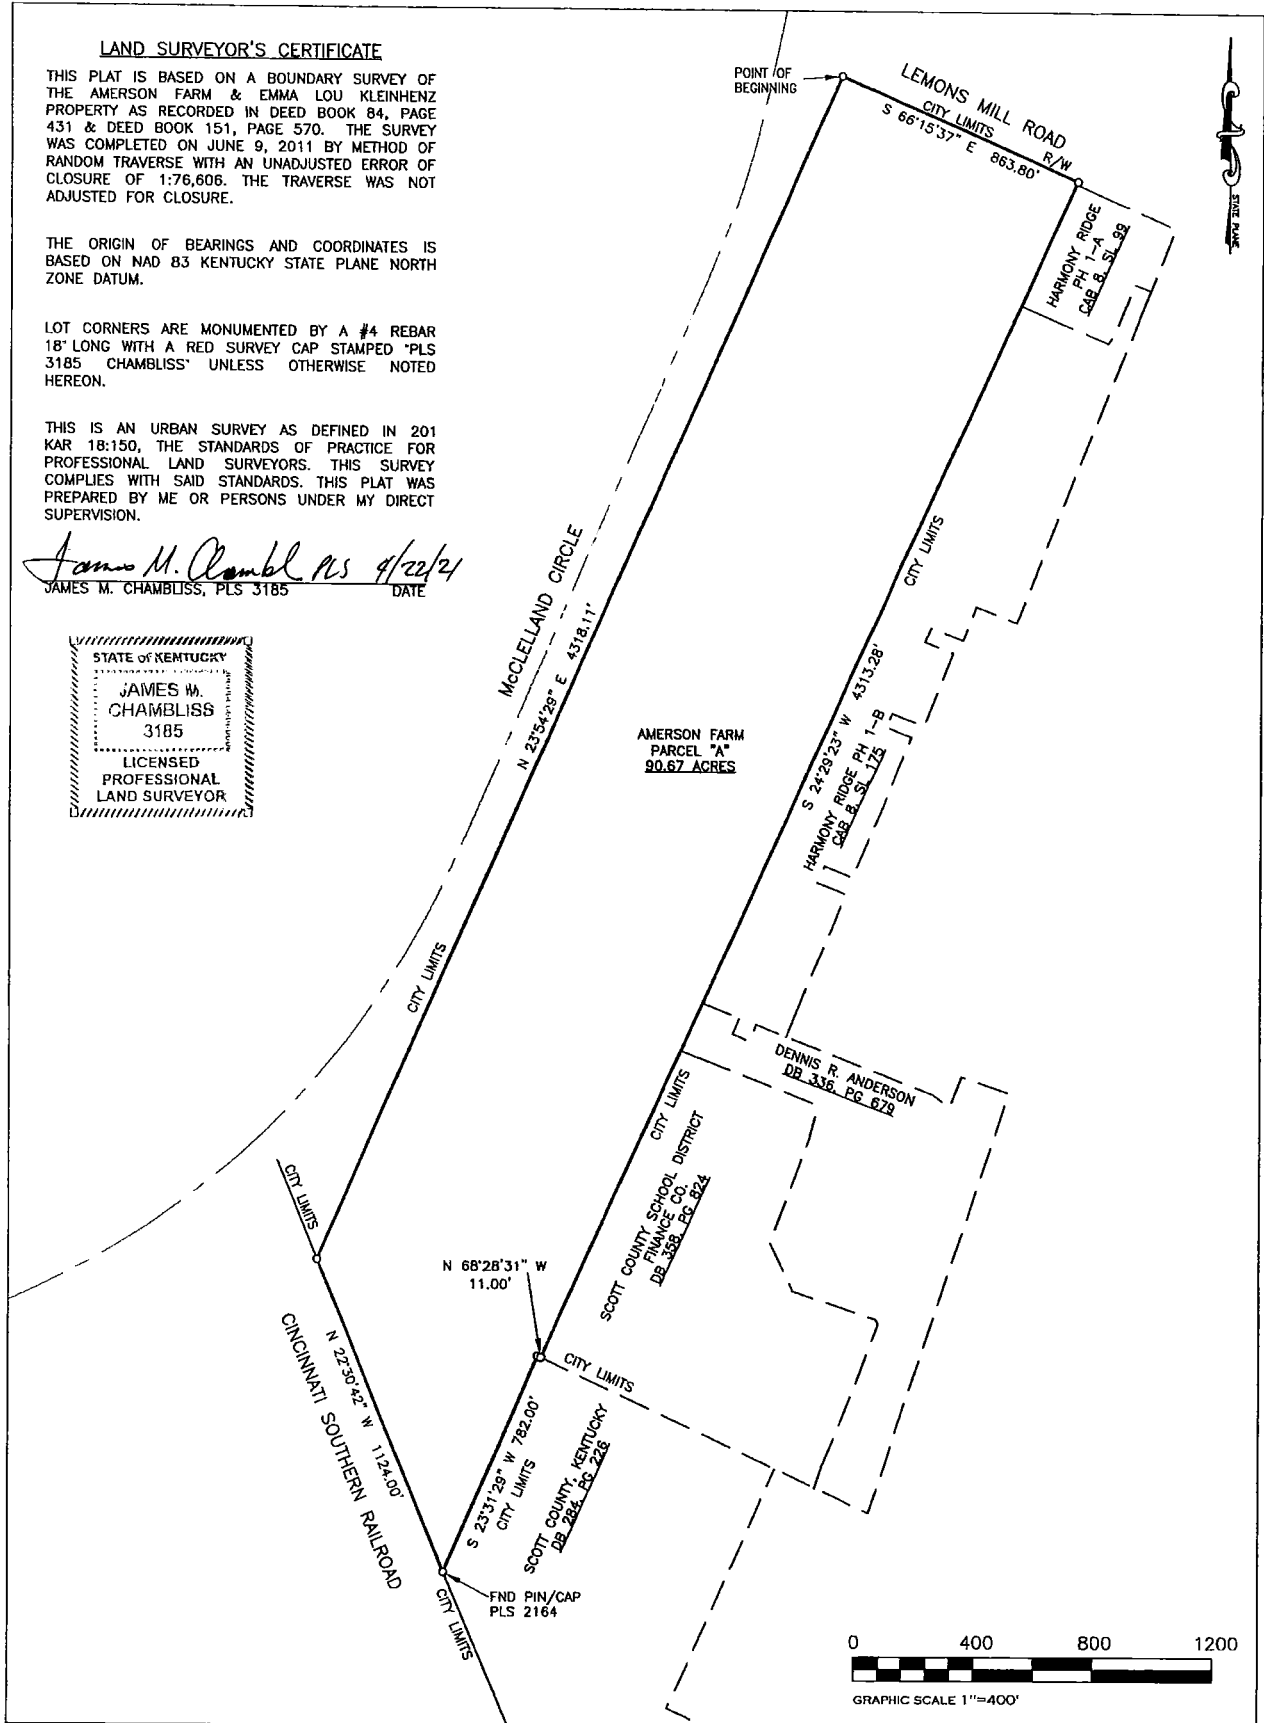 LAND SURVEYOR'S CERTIFICATE
THIS PLAT IS BASED ON A BOUNDARY SURVEY OF
THE AMERSON FARM & EMMA LOU KLEINHENZ
PROPERTY AS RECORDED IN DEED BOOK 84, PAGE
431 & DEED BOOK 151, PAGE 570. THE SURVEY
WAS COMPLETED ON JUNE 9, 2011 BY METHOD OF
RANDOM TRAVERSE WITH AN UNADJUSTED ERROR OF
CLOSURE OF 1:76,606. THE TRAVERSE WAS NOT
ADJUSTED FOR CLOSURE.
THE ORIGIN OF BEARINGS AND COORDINATES IS
BASED ON NAD 83 KENTUCKY STATE PLANE NORTH
ZONE DATUM.
LOT CORNERS ARE MONUMENTED BY A #4 REBAR
18" LONG WITH A RED SURVEY CAP STAMPED "PLS
3185 CHAMBLISS" UNLESS OTHERWISE NOTED
HEREON.
THIS IS AN URBAN SURVEY AS DEFINED IN 201
KAR 18:150, THE STANDARDS OF PRACTICE FOR
PROFESSIONAL LAND SURVEYORS. THIS SURVEY
COMPLIES WITH SAID STANDARDS. THIS PLAT WAS
PREPARED BY ME OR PERSONS UNDER MY DIRECT
SUPERVISION.
James M. Chambl PLS 4/22/21
JAMES M. CHAMBLISS, PLS 3185 DATE
STATE of KENTUCKY
JAMES M.
CHAMBLISS
3185
LICENSED
PROFESSIONAL
LAND SURVEYOR
POINT OF
BEGINNING
LEMONS MILL ROAD
CITY LIMITS R/W
S 66°15'37" E 863.80'
STATE PLANE
HARMONY RIDGE
PH 1-A
CAB 8, SL 99
CITY LIMITS
McCLELLAND CIRCLE
N 23°54'29" E 4318.11'
AMERSON FARM
PARCEL "A"
90.67 ACRES
S 24°29'23" W 4313.28'
HARMONY RIDGE PH 1-B
CAB 8, SL 175
CITY LIMITS
DENNIS R. ANDERSON
DB 336, PG 679
CITY LIMITS
SCOTT COUNTY SCHOOL DISTRICT
FINANCE CO.
DB 358, PG 824
CITY LIMITS
N 68°28'31" W
11.00'
CITY LIMITS
CINCINNATI SOUTHERN RAILROAD
N 22°30'42" W 1124.00'
S 23°31'29" W 782.00'
CITY LIMITS
SCOTT COUNTY, KENTUCKY
DB 284, PG 226
FND PIN/CAP
PLS 2164
CITY LIMITS
0 400 800 1200
GRAPHIC SCALE 1"=400'